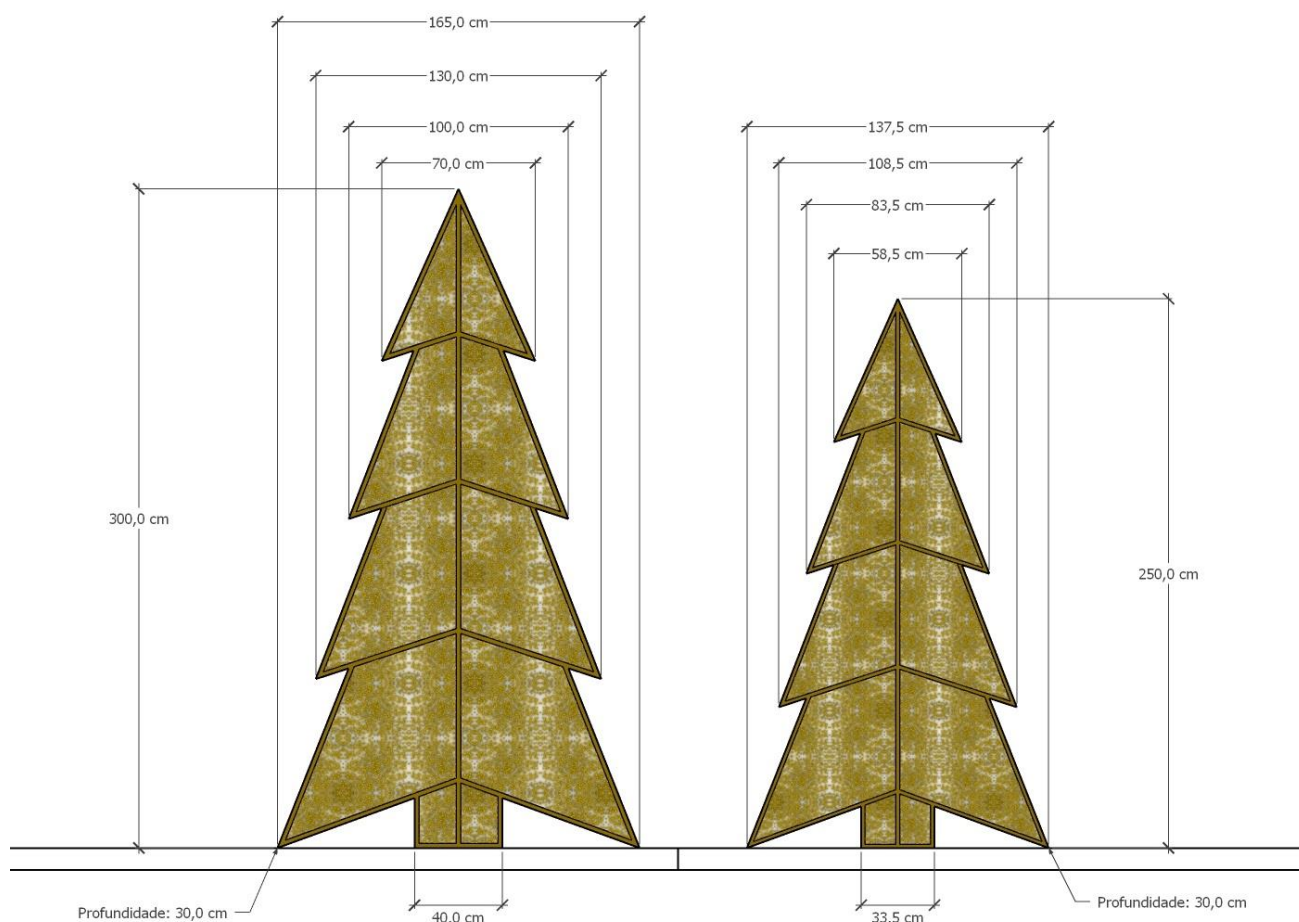 165,0 cm
130,0 cm
100,0 cm
70,0 cm
137,5 cm
108,5 cm
83,5 cm
58,5 cm
300,0 cm
250,0 cm
Profundidade: 30,0 cm
40,0 cm
33,5 cm
Profundidade: 30,0 cm